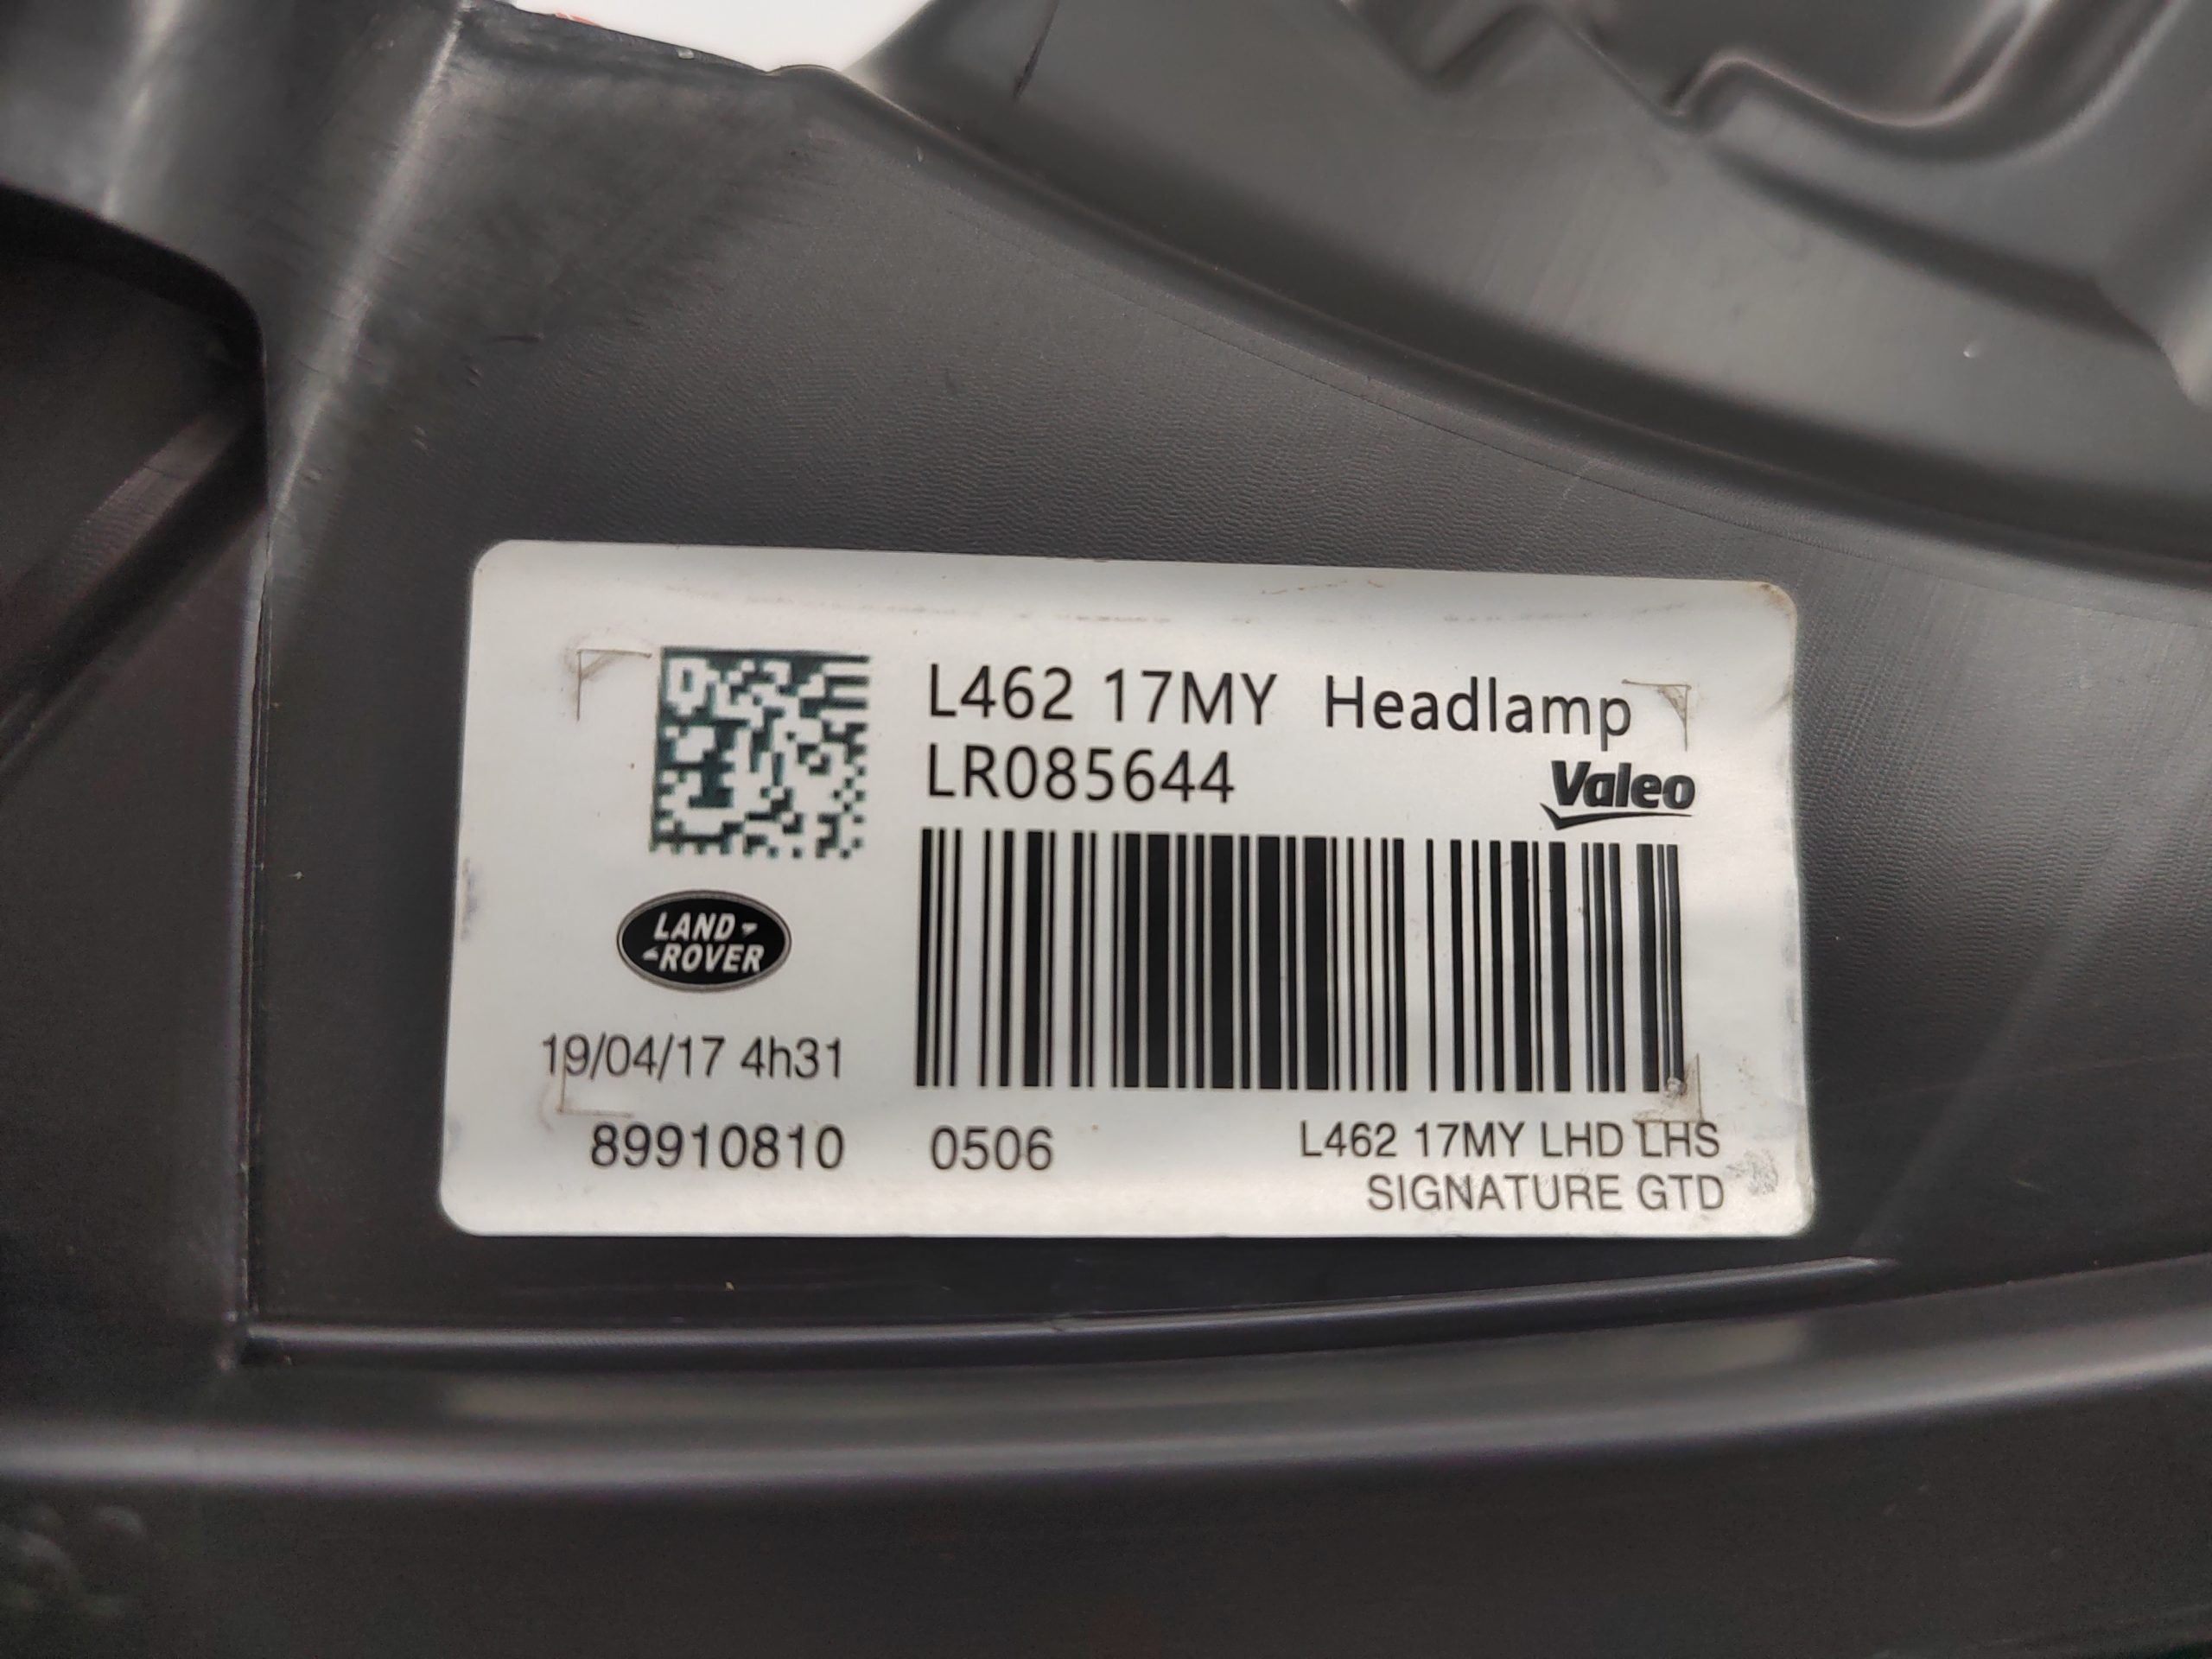 L462 17MY Headlamp
LR085644
Valeo
LAND
ROVER
19/04/17 4h31
89910810
0506
L462 17MY LHD LHS
SIGNATURE GTD